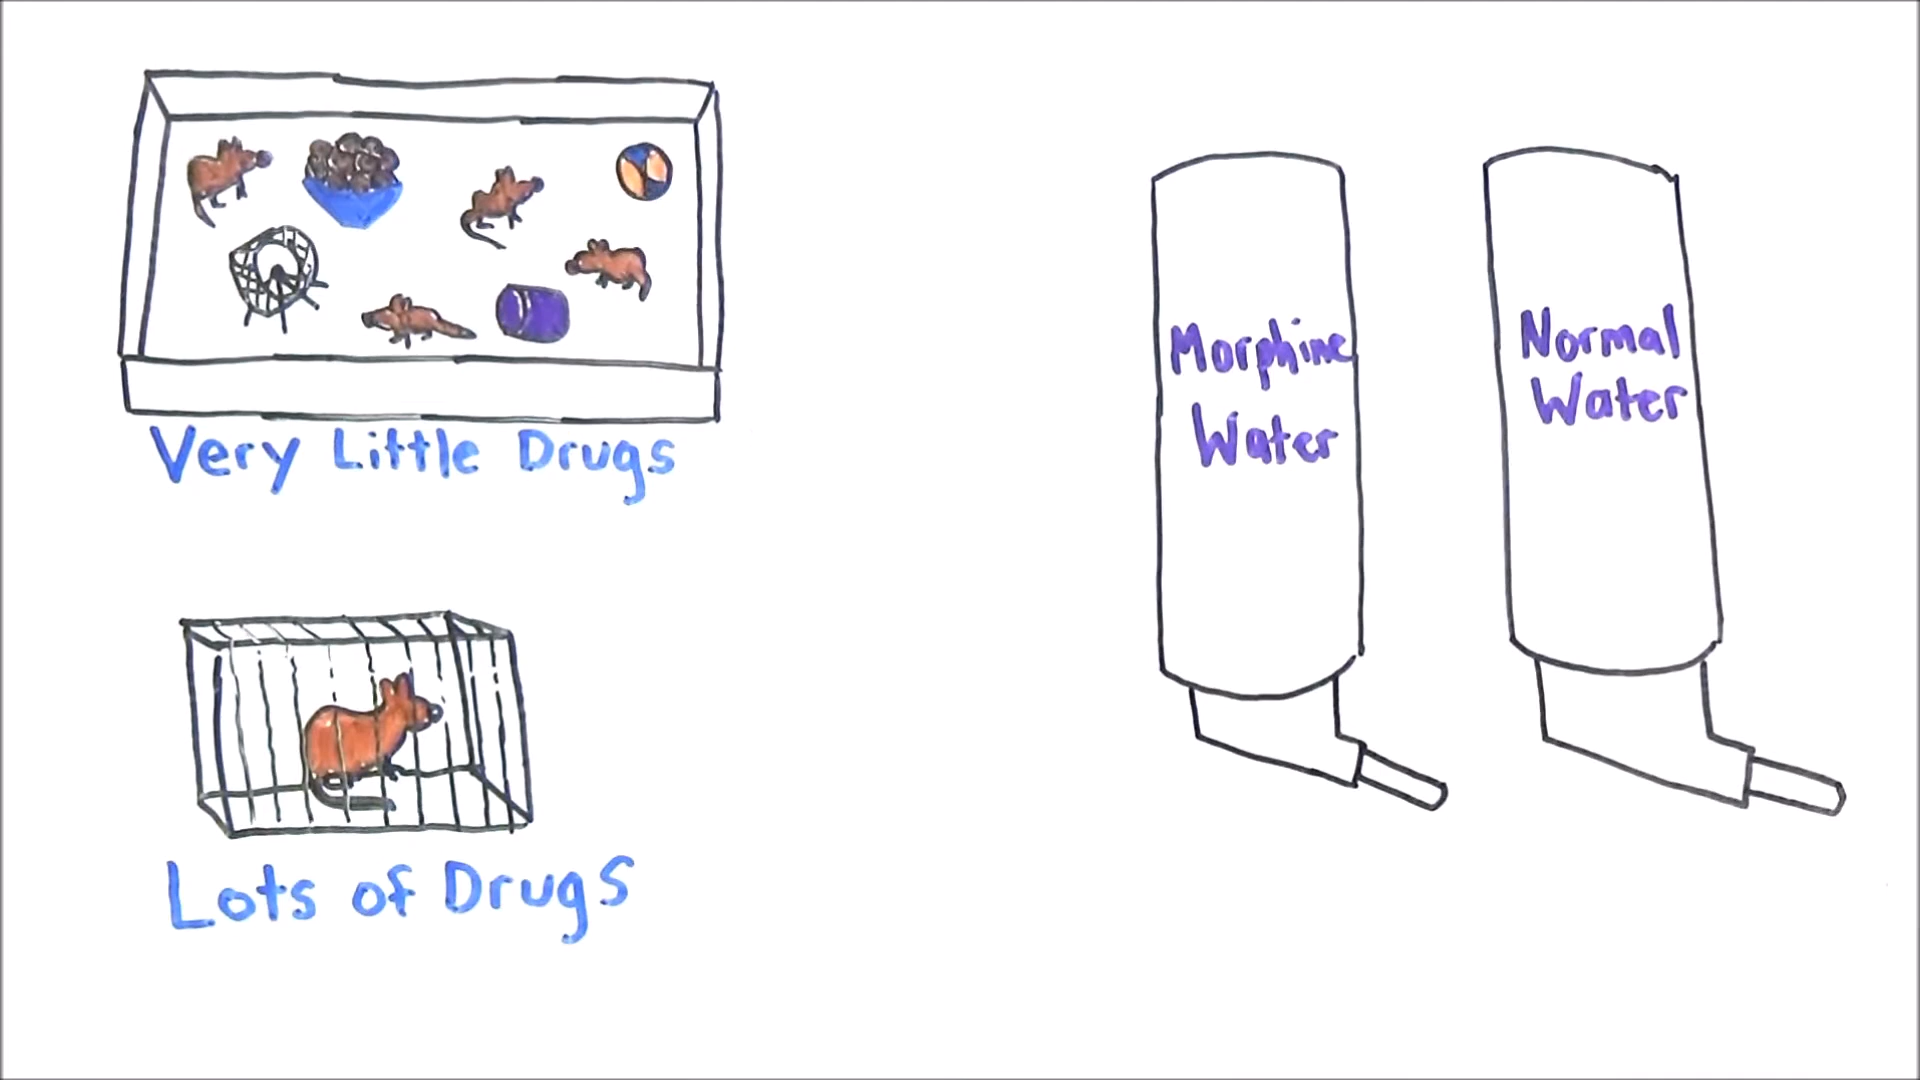 Very Little Drugs
Lots of Drugs
Morphine
Water
Normal
Water